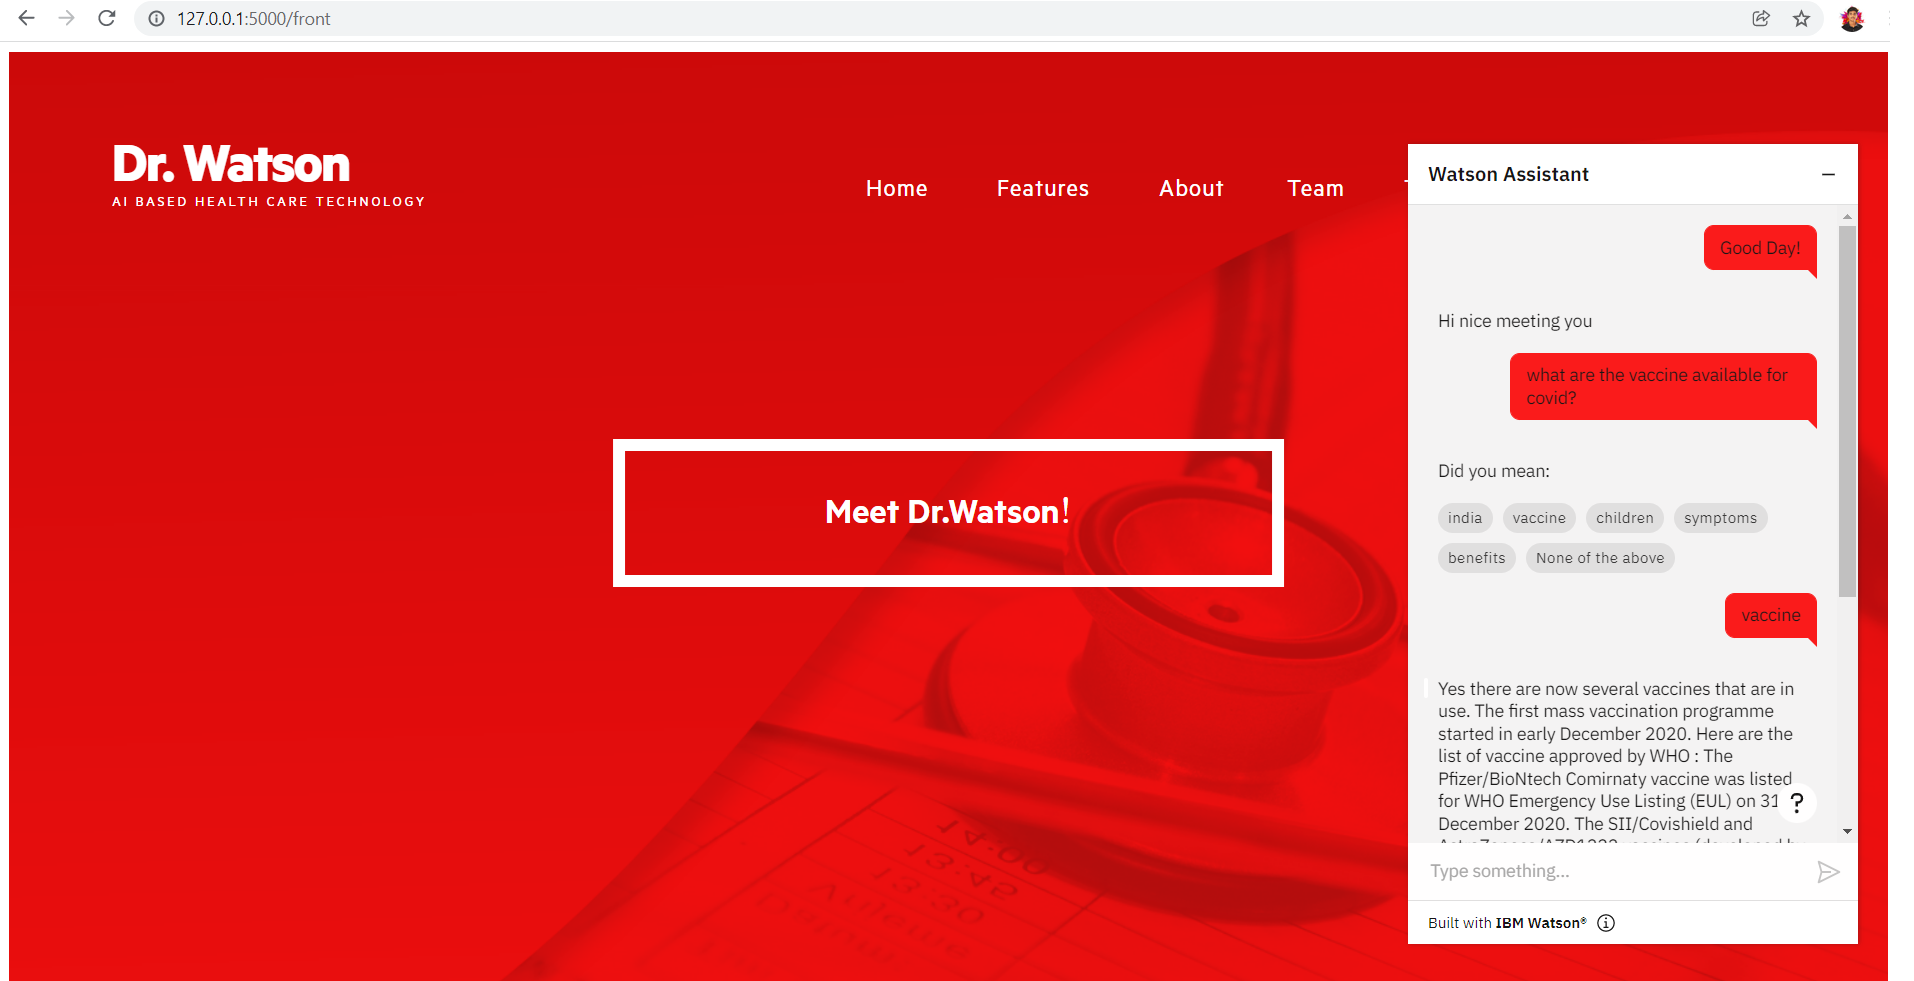 127.0.0.1:5000/front
Dr. Watson
AI BASED HEALTH CARE TECHNOLOGY
Home Features About Team
Meet Dr.Watson!
Watson Assistant
Good Day!
Hi nice meeting you
what are the vaccine available for
covid?
Did you mean:
india vaccine children symptoms
benefits None of the above
vaccine
Yes there are now several vaccines that are in
use. The first mass vaccination programme
started in early December 2020. Here are the
list of vaccine approved by WHO : The
Pfizer/BioNtech Comirnaty vaccine was listed
for WHO Emergency Use Listing (EUL) on 31
December 2020. The SII/Covishield and
?
Type something...
Built with IBM Watson®